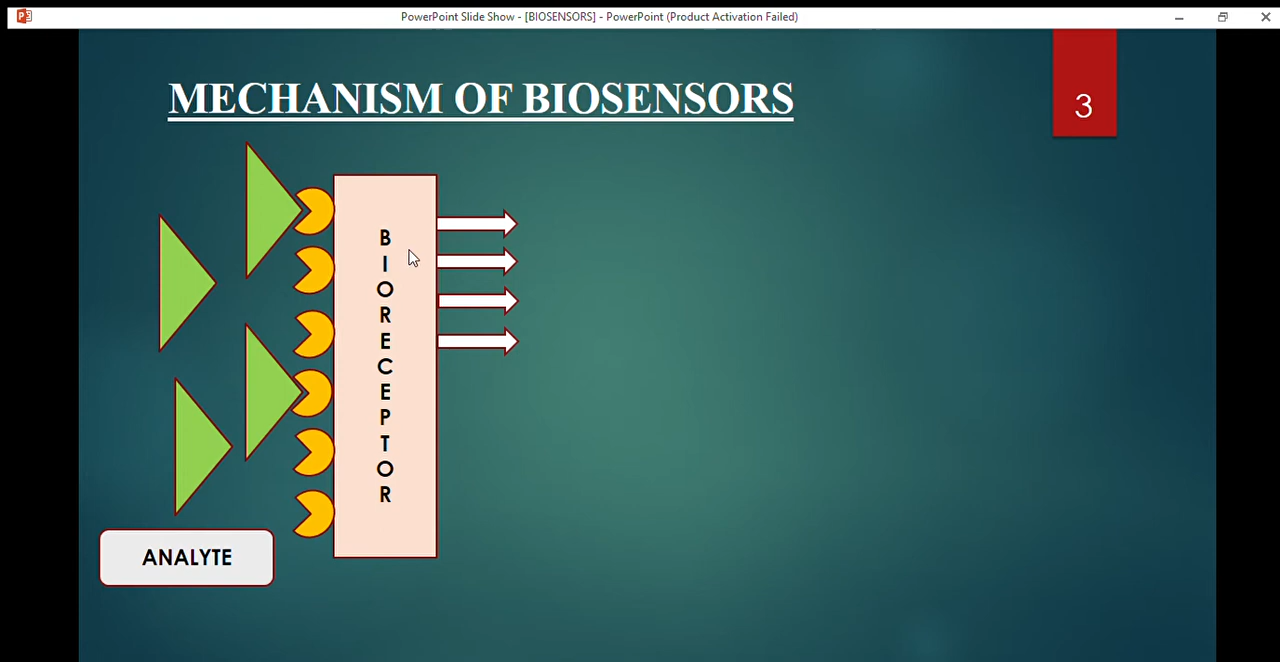 PowerPoint Slide Show - [BIOSENSORS] - PowerPoint (Product Activation Failed)
MECHANISM OF BIOSENSORS
3
B
I
O
R
E
C
E
P
T
O
R
ANALYTE